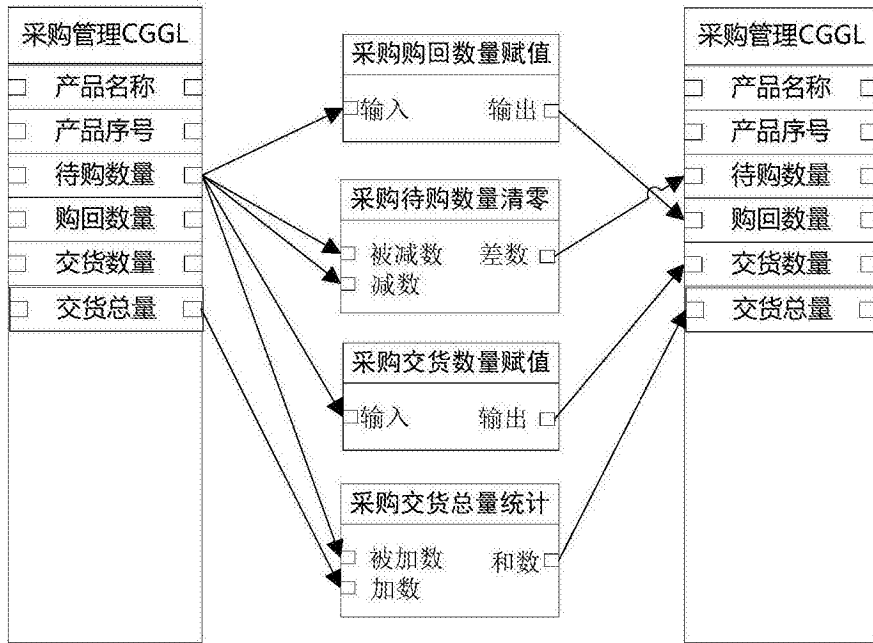 采购管理CGGL
产品名称
产品序号
待购数量
购回数量
交货数量
交货总量
采购购回数量赋值
输入 输出
采购待购数量清零
被减数 差数
减数
采购交货数量赋值
输入 输出
采购交货总量统计
被加数 和数
加数
采购管理CGGL
产品名称
产品序号
待购数量
购回数量
交货数量
交货总量